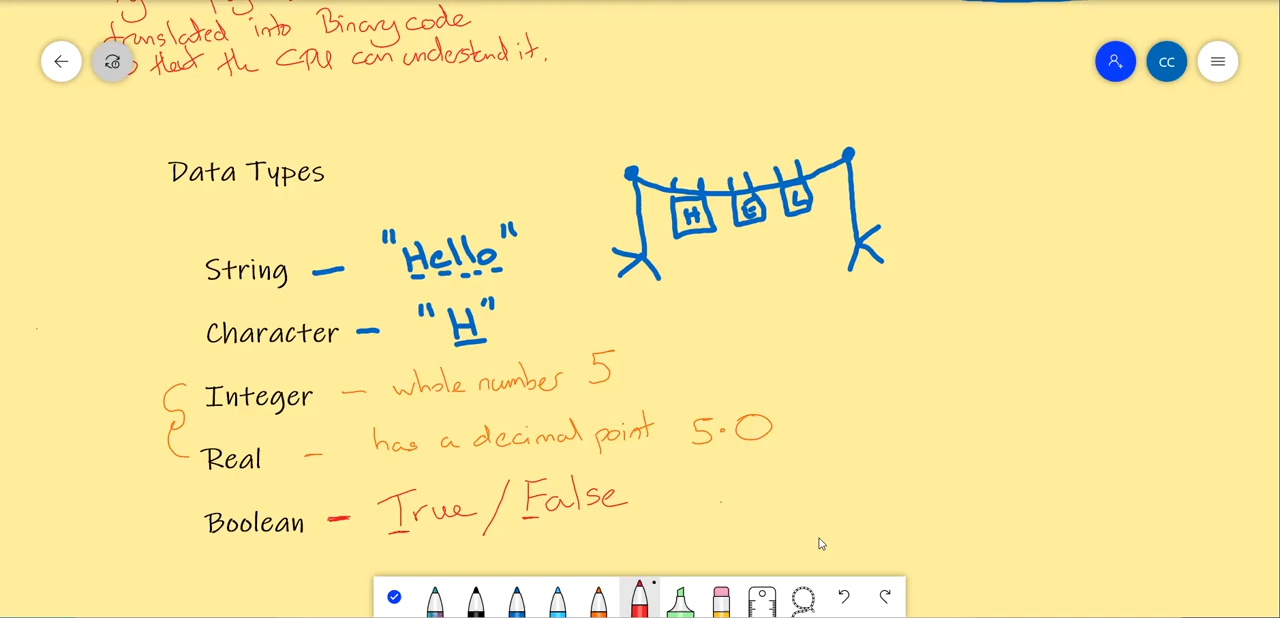 translated into Binary code
that the CPU can understand it.
CC
Data Types
H E L
String - "Hello"
Character - "H"
Integer - whole number 5
Real - has a decimal point 5.0
Boolean - True/False